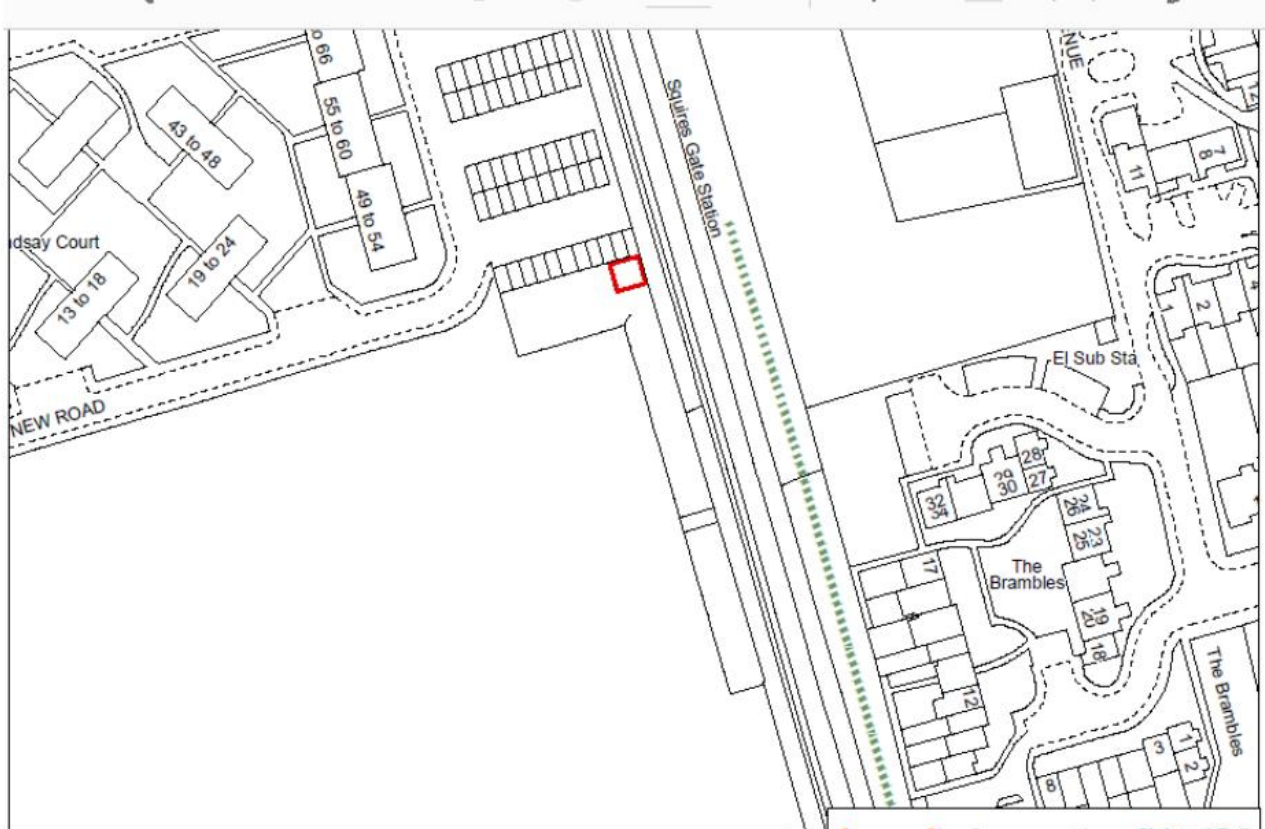 o 66
55 to 60
49 to 54
43 to 48
19 to 24
13 to 18
dsay Court
NEW ROAD
Squires Gate Station
NUE
12
11
7
8
1
2
4
El Sub Sta
28
27
29
30
32
24
26
23
25
The
Brambles
19
20
18
17
12
The Brambles
1
2
3
8